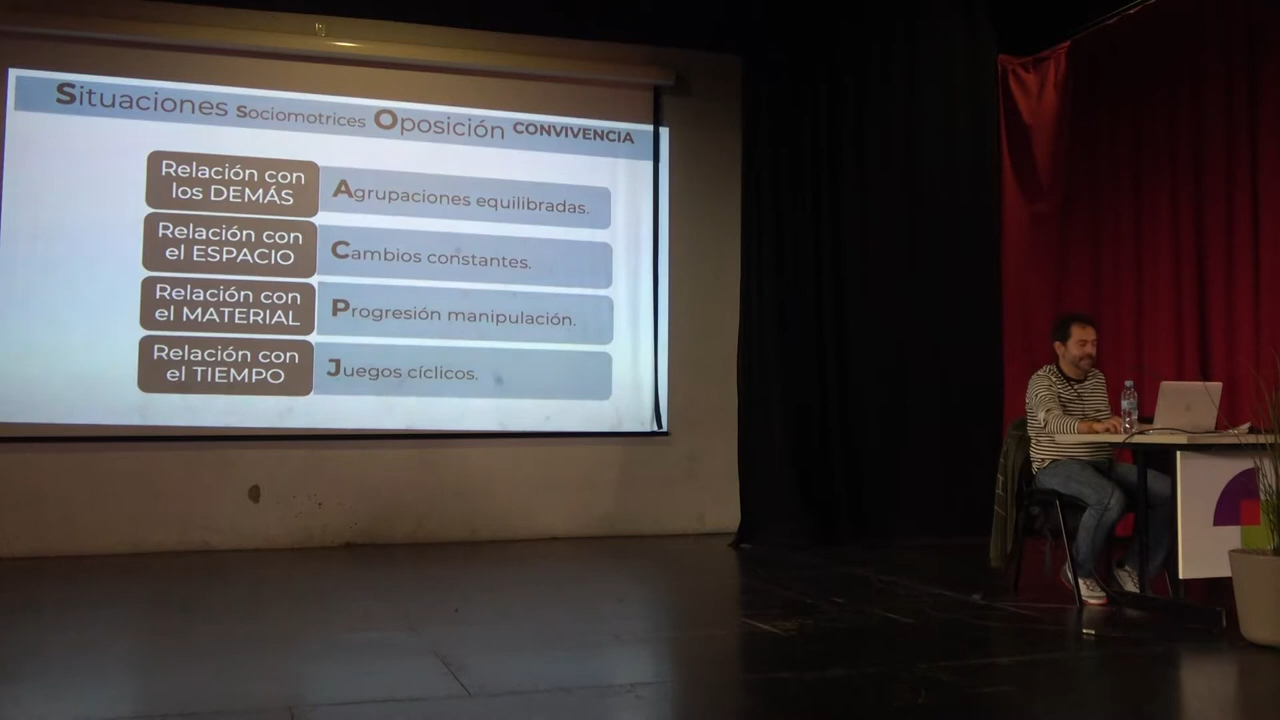 Situaciones Sociomotrices Oposición CONVIVENCIA
Relación con
los DEMÁS
Agrupaciones equilibradas.
Relación con
el ESPACIO
Cambios constantes.
Relación con
el MATERIAL
Progresión manipulación.
Relación con
el TIEMPO
Juegos cíclicos.